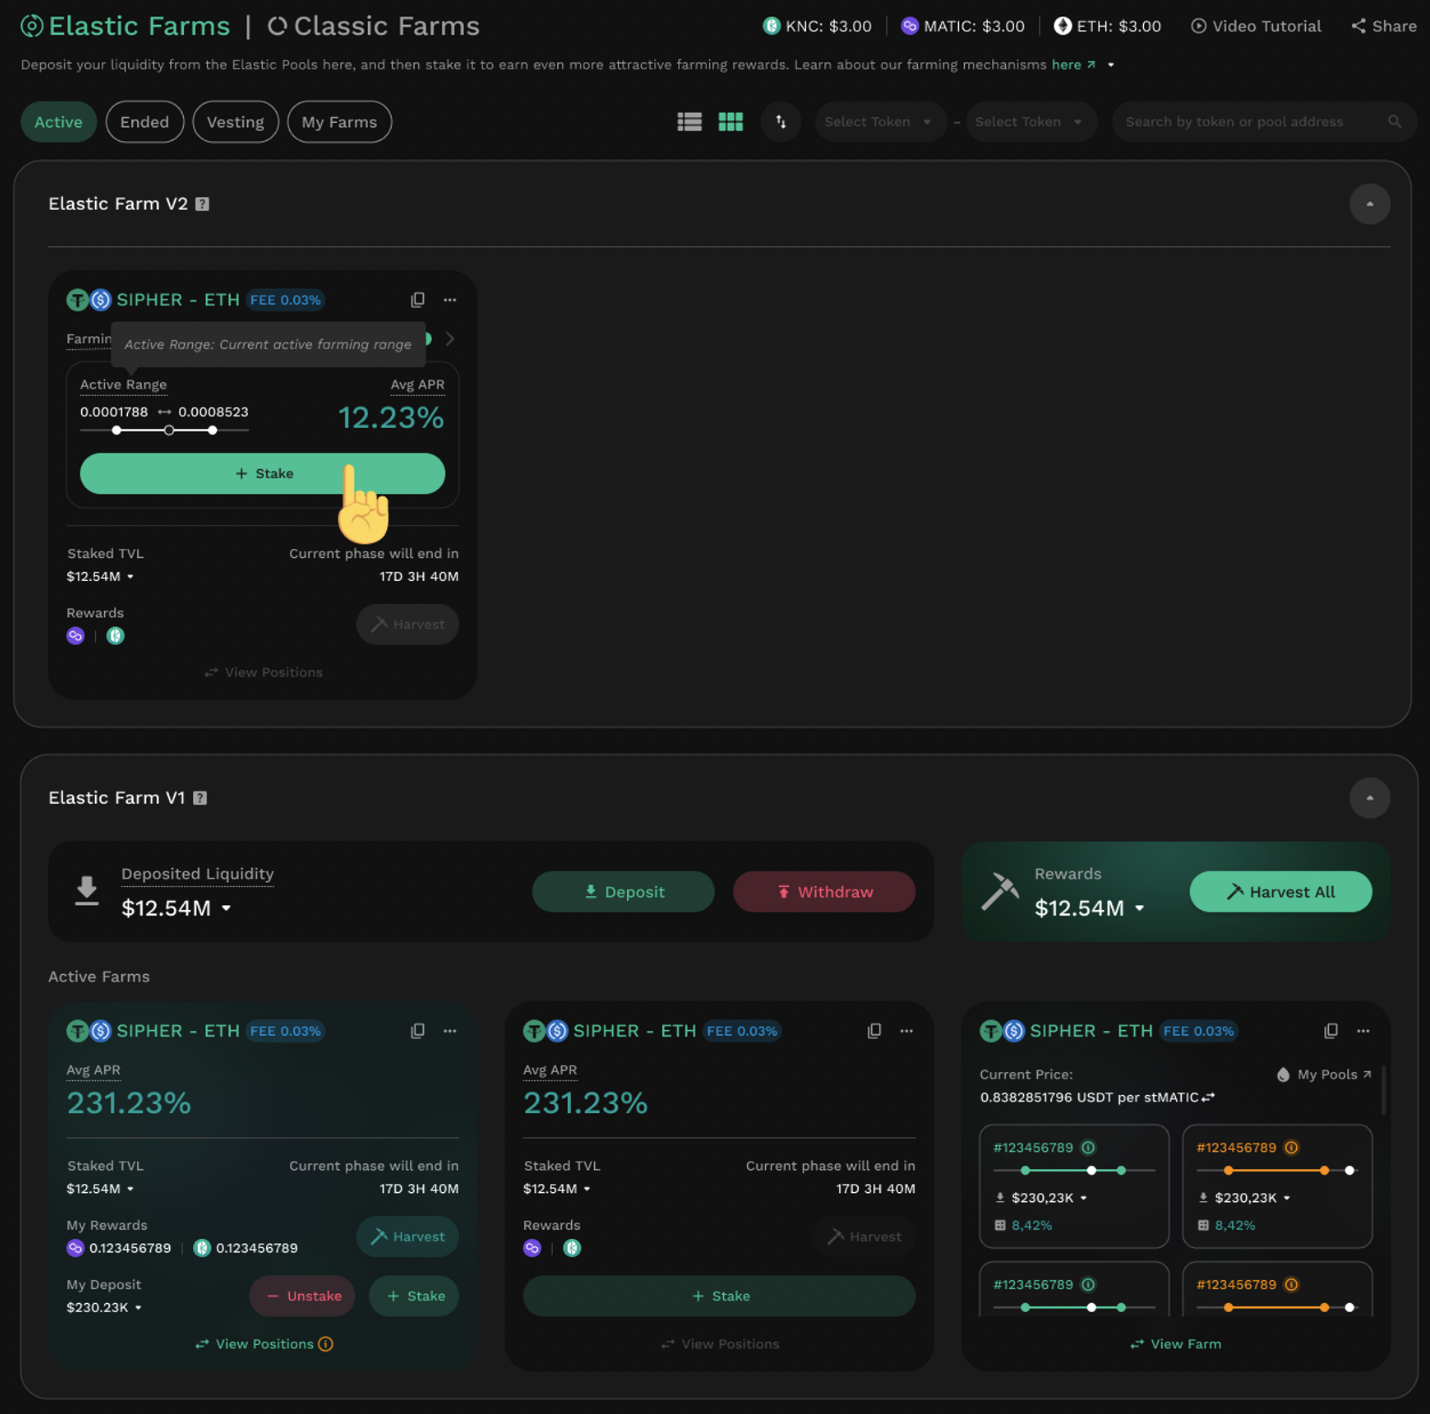 Elastic Farms | Classic Farms
KNC: $3.00 MATIC: $3.00 ETH: $3.00 Video Tutorial Share
Deposit your liquidity from the Elastic Pools here, and then stake it to earn even more attractive farming rewards. Learn about our farming mechanisms here ↗
Active Ended Vesting My Farms
Select Token – Select Token Search by token or pool address
Elastic Farm V2 ?
SIPHER - ETH FEE 0.03%
Farmin
Active Range: Current active farming range
Active Range Avg APR
0.0001788 ↔ 0.0008523 12.23%
+ Stake
Staked TVL Current phase will end in
$12.54M 17D 3H 40M
Rewards
Harvest
View Positions
Elastic Farm V1 ?
Deposited Liquidity
$12.54M
Deposit Withdraw
Rewards
$12.54M
Harvest All
Active Farms
SIPHER - ETH FEE 0.03%
Avg APR
231.23%
Staked TVL Current phase will end in
$12.54M 17D 3H 40M
My Rewards
0.123456789 | 0.123456789 Harvest
My Deposit
$230.23K
− Unstake + Stake
View Positions
SIPHER - ETH FEE 0.03%
Avg APR
231.23%
Staked TVL Current phase will end in
$12.54M 17D 3H 40M
Rewards
Harvest
+ Stake
View Positions
SIPHER - ETH FEE 0.03%
Current Price: My Pools ↗
0.8382851796 USDT per stMATIC
#123456789 #123456789
$230,23K $230,23K
8,42% 8,42%
#123456789 #123456789
View Farm